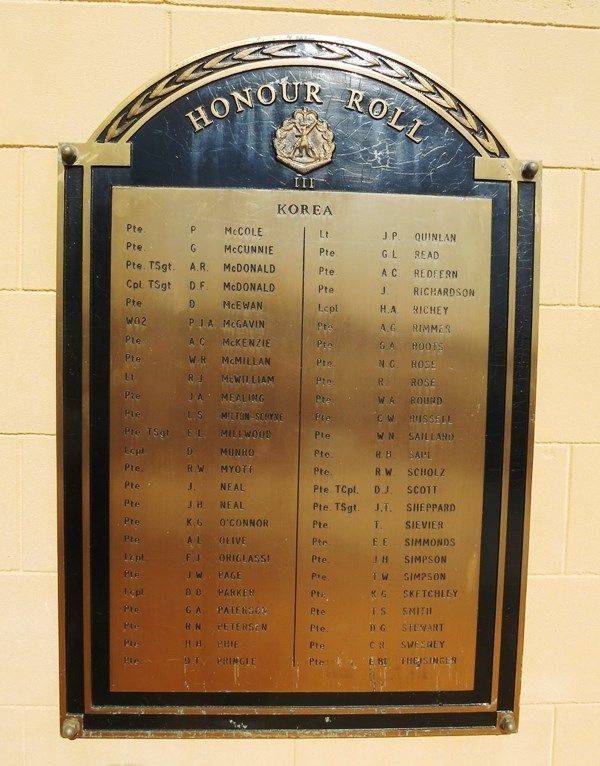 HONOUR ROLL
III
KOREA
Pte. P McCOLE
Pte. G McCUNNIE
Pte. TSgt. A.R. McDONALD
Cpl. TSgt. D.F. McDONALD
Pte. D. McEWAN
WO2 P.J.A. McGAVIN
Pte. A.C McKENZIE
Pte. W.R McMILLAN
Lt. R.J McWILLIAM
Pte. J.A. MEALING
Pte. L.S.
Pte. TSgt. E.L. MILLWOOD
Lcpl. D. MUNRO
Pte. R.W. MYOTT
Pte J. NEAL
Pte J.H NEAL
Pte K.G O'CONNOR
Pte A.L OLIVE
Lcpl. F.J ORIGLASSI
Pte J.W PAGE
Lcpl D.O PARKER
Pte G.A. PATERSON
Pte R.N. PETERSEN
Pte H.H PHIE
Pte D.T. PRINGLE
Lt. J.P. QUINLAN
Pte G.L READ
Pte A.C REDFERN
Pte J. RICHARDSON
Lcpl H.A RICHEY
Pte A.G RIMMER
Pte S.A ROOTS
Pte N.G ROSE
Pte R. ROSE
Pte W.A ROUND
Pte G.W RUSSELL
Pte. W.N SAILLARD
Pte. R.H SAPL
Pte. R.W. SCHOLZ
Pte. TCpl. D.J. SCOTT
Pte. TSgt. J.T. SHEPPARD
Pte. T. SIEVIER
Pte. E.E SIMMONDS
Pte. J.H SIMPSON
Pte T.W SIMPSON
Pte. K.G SKETCHLEY
Pte T.S SMITH
Pte D.G STEWART
Pte C.R SWEENEY
Pte THEISINGER